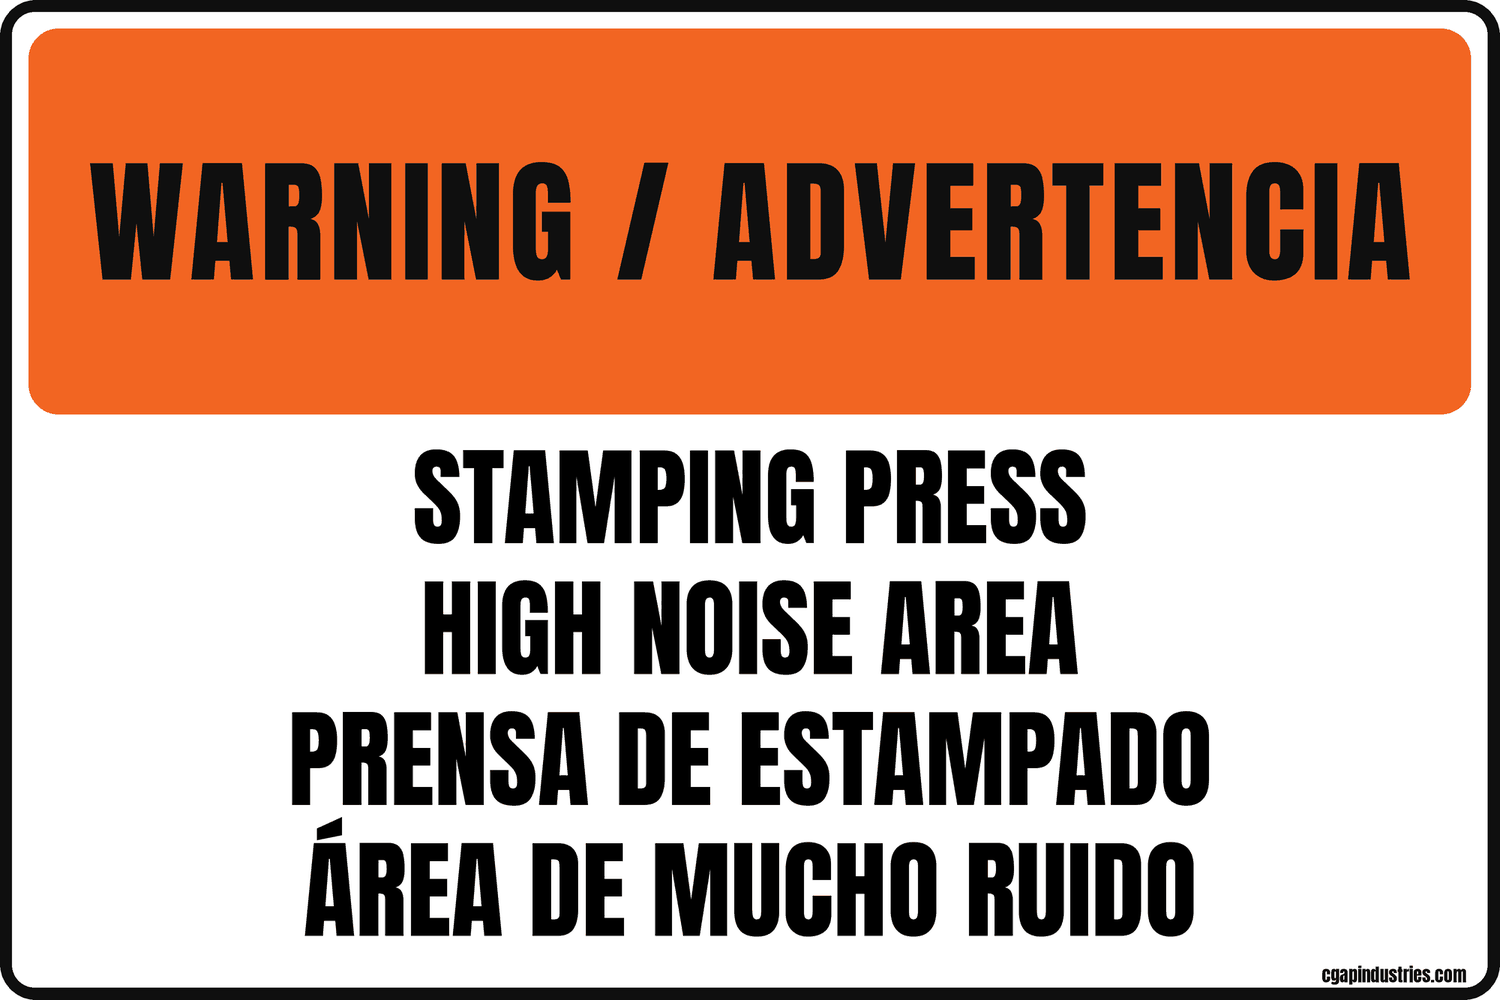 WARNING / ADVERTENCIA
STAMPING PRESS
HIGH NOISE AREA
PRENSA DE ESTAMPADO
ÁREA DE MUCHO RUIDO
cgapindustries.com